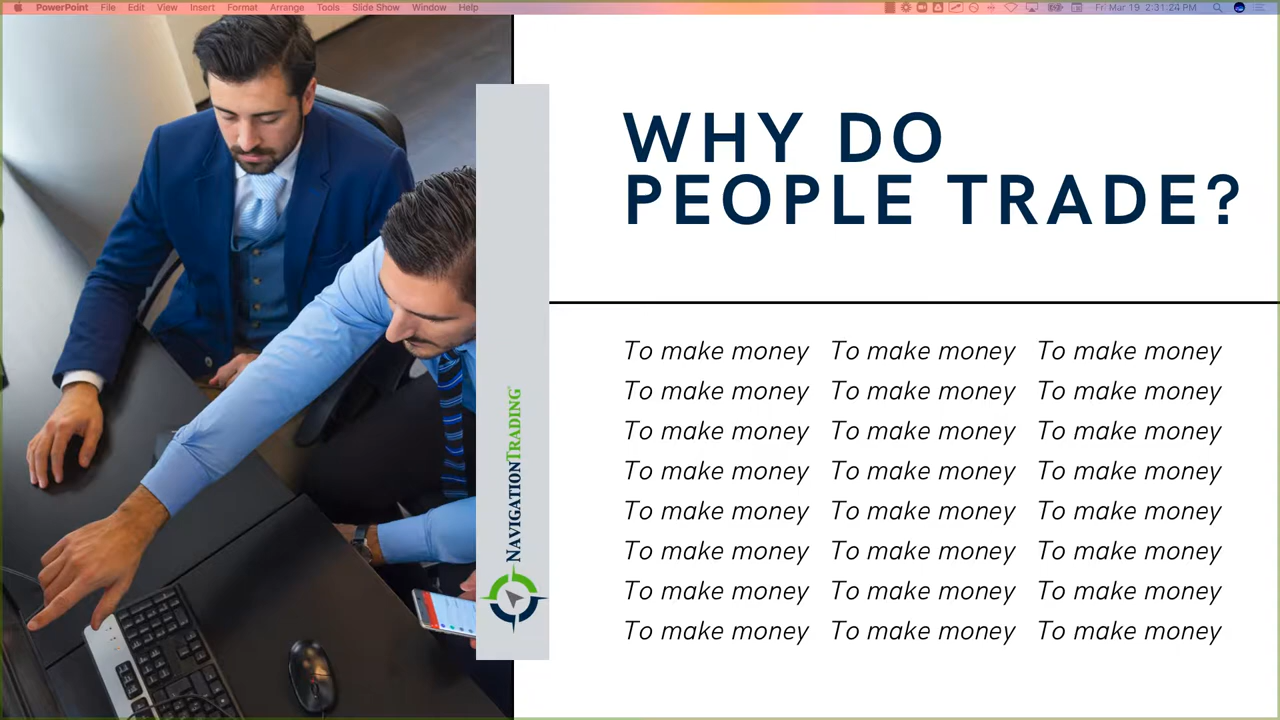 PowerPoint File Edit View Insert Format Arrange Tools Slide Show Window Help Fri Mar 19 2:31:24 PM
WHY DO
PEOPLE TRADE?
To make money To make money To make money
To make money To make money To make money
To make money To make money To make money
To make money To make money To make money
To make money To make money To make money
To make money To make money To make money
To make money To make money To make money
To make money To make money To make money
NAVIGATIONTRADING